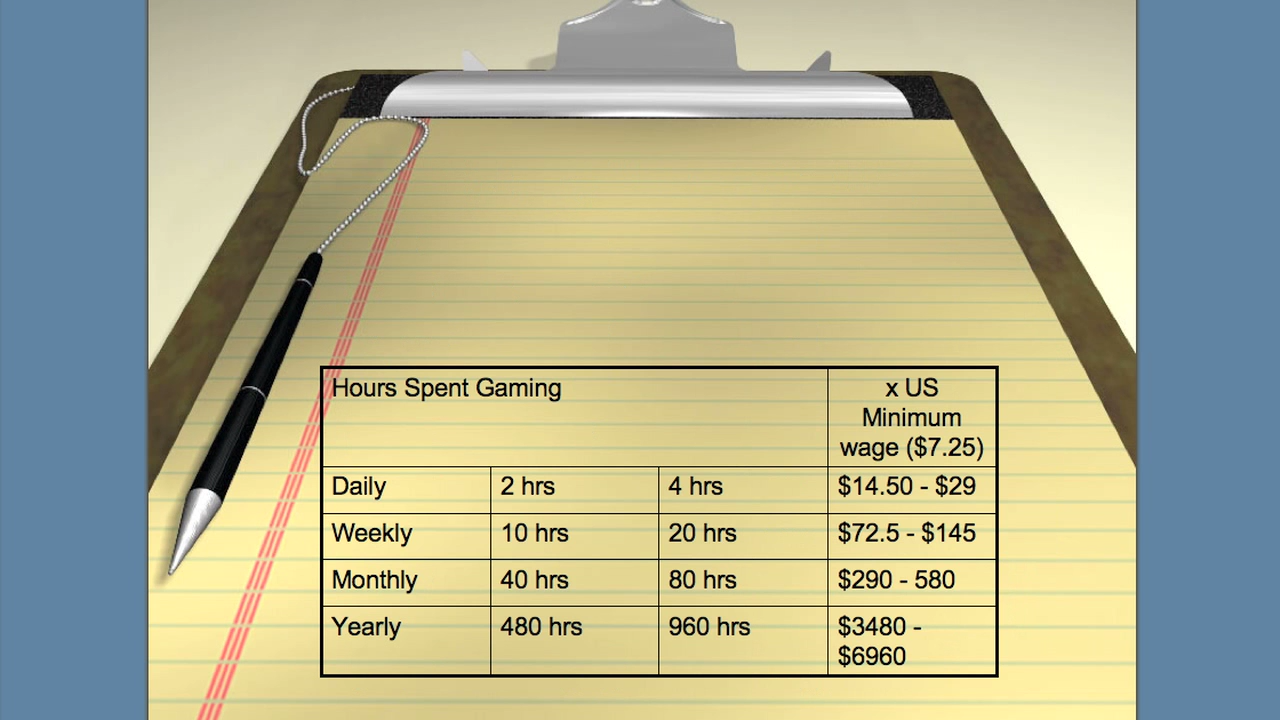 Hours Spent Gaming
x US
Minimum
wage ($7.25)
Daily 2 hrs 4 hrs $14.50 - $29
Weekly 10 hrs 20 hrs $72.5 - $145
Monthly 40 hrs 80 hrs $290 - 580
Yearly 480 hrs 960 hrs $3480 -
$6960